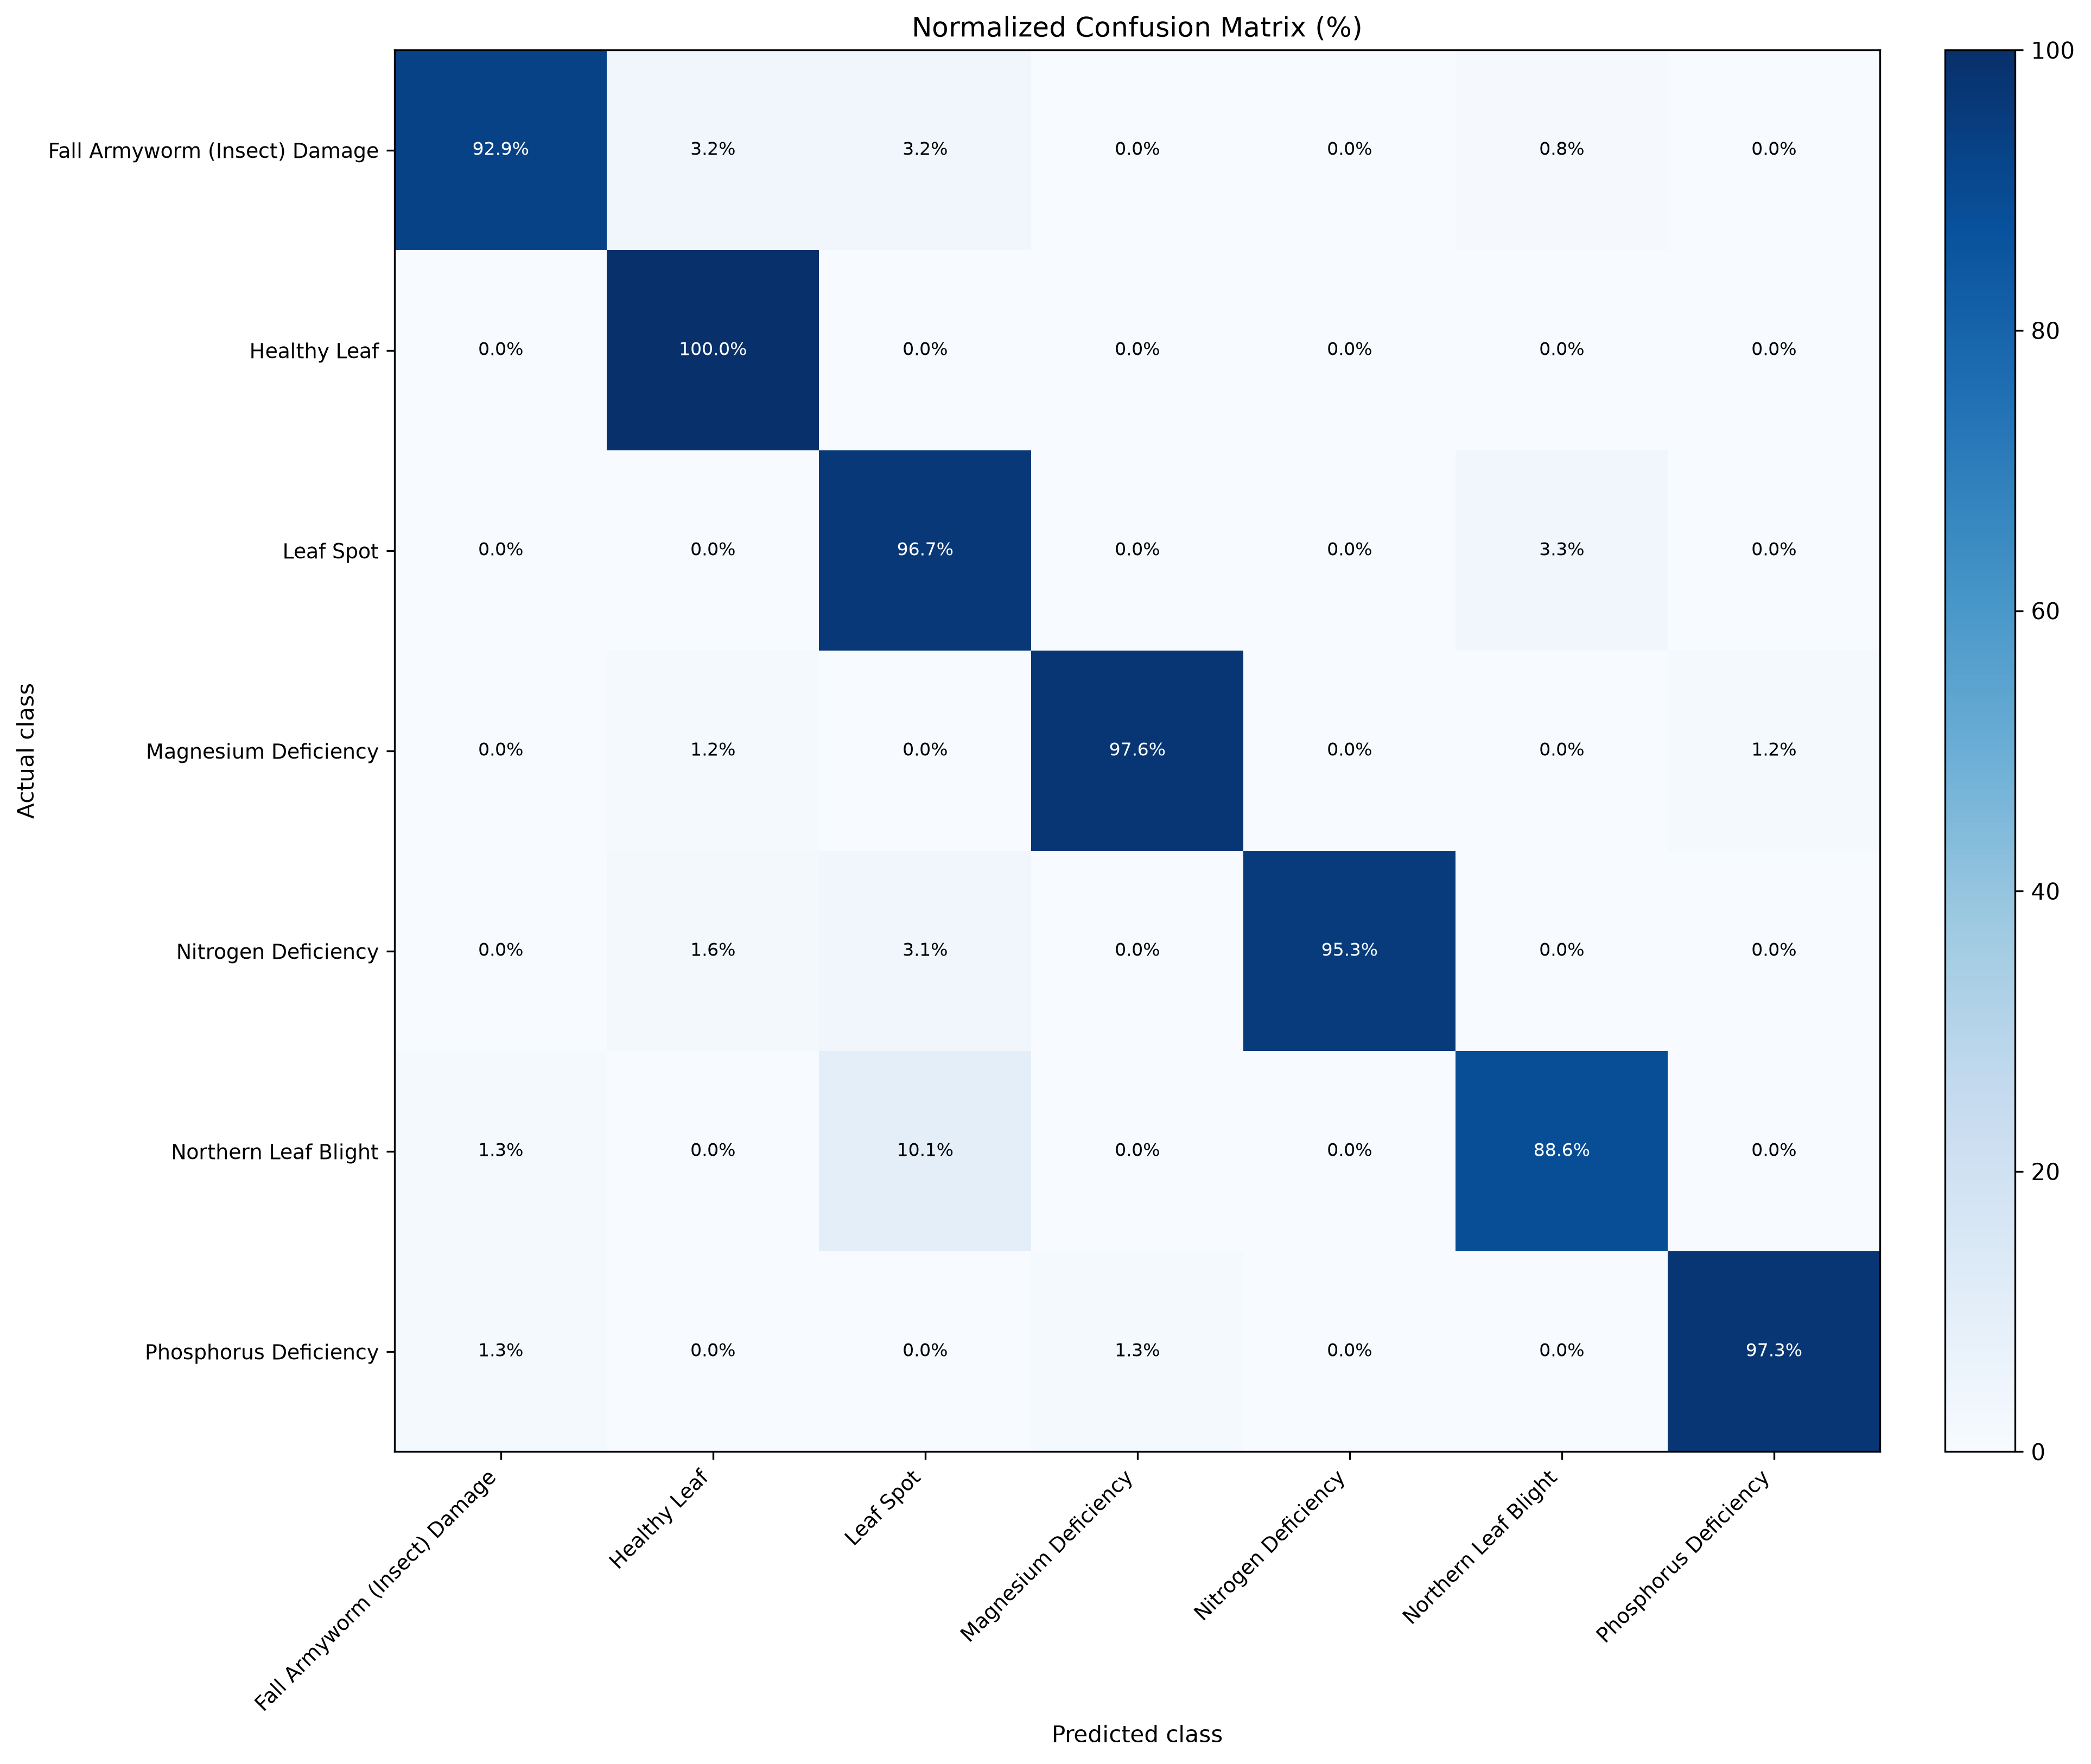 Normalized Confusion Matrix (%)
Actual class
Fall Armyworm (Insect) Damage 92.9% 3.2% 3.2% 0.0% 0.0% 0.8% 0.0%
Healthy Leaf 0.0% 100.0% 0.0% 0.0% 0.0% 0.0% 0.0%
Leaf Spot 0.0% 0.0% 96.7% 0.0% 0.0% 3.3% 0.0%
Magnesium Deficiency 0.0% 1.2% 0.0% 97.6% 0.0% 0.0% 1.2%
Nitrogen Deficiency 0.0% 1.6% 3.1% 0.0% 95.3% 0.0% 0.0%
Northern Leaf Blight 1.3% 0.0% 10.1% 0.0% 0.0% 88.6% 0.0%
Phosphorus Deficiency 1.3% 0.0% 0.0% 1.3% 0.0% 0.0% 97.3%
Fall Armyworm (Insect) Damage
Healthy Leaf
Leaf Spot
Magnesium Deficiency
Nitrogen Deficiency
Northern Leaf Blight
Phosphorus Deficiency
Predicted class
100
80
60
40
20
0